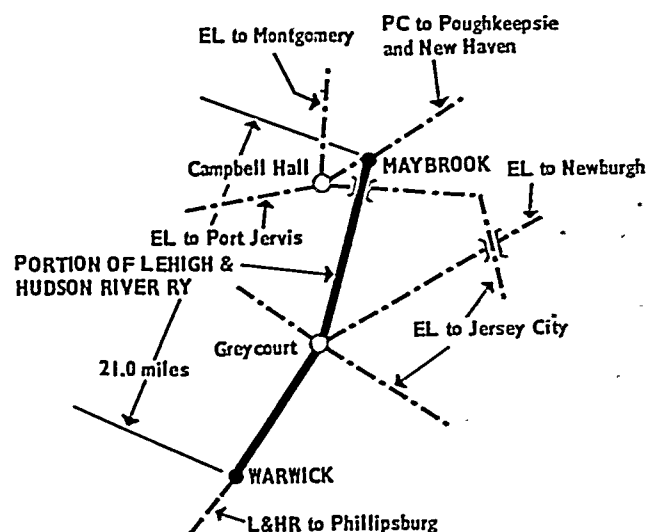 EL to Montgomery
PC to Poughkeepsie
and New Haven
Campbell Hall
MAYBROOK
EL to Newburgh
EL to Port Jervis
PORTION OF LEHIGH &
HUDSON RIVER RY
EL to Jersey City
Greycourt
21.0 miles
WARWICK
L&HR to Phillipsburg